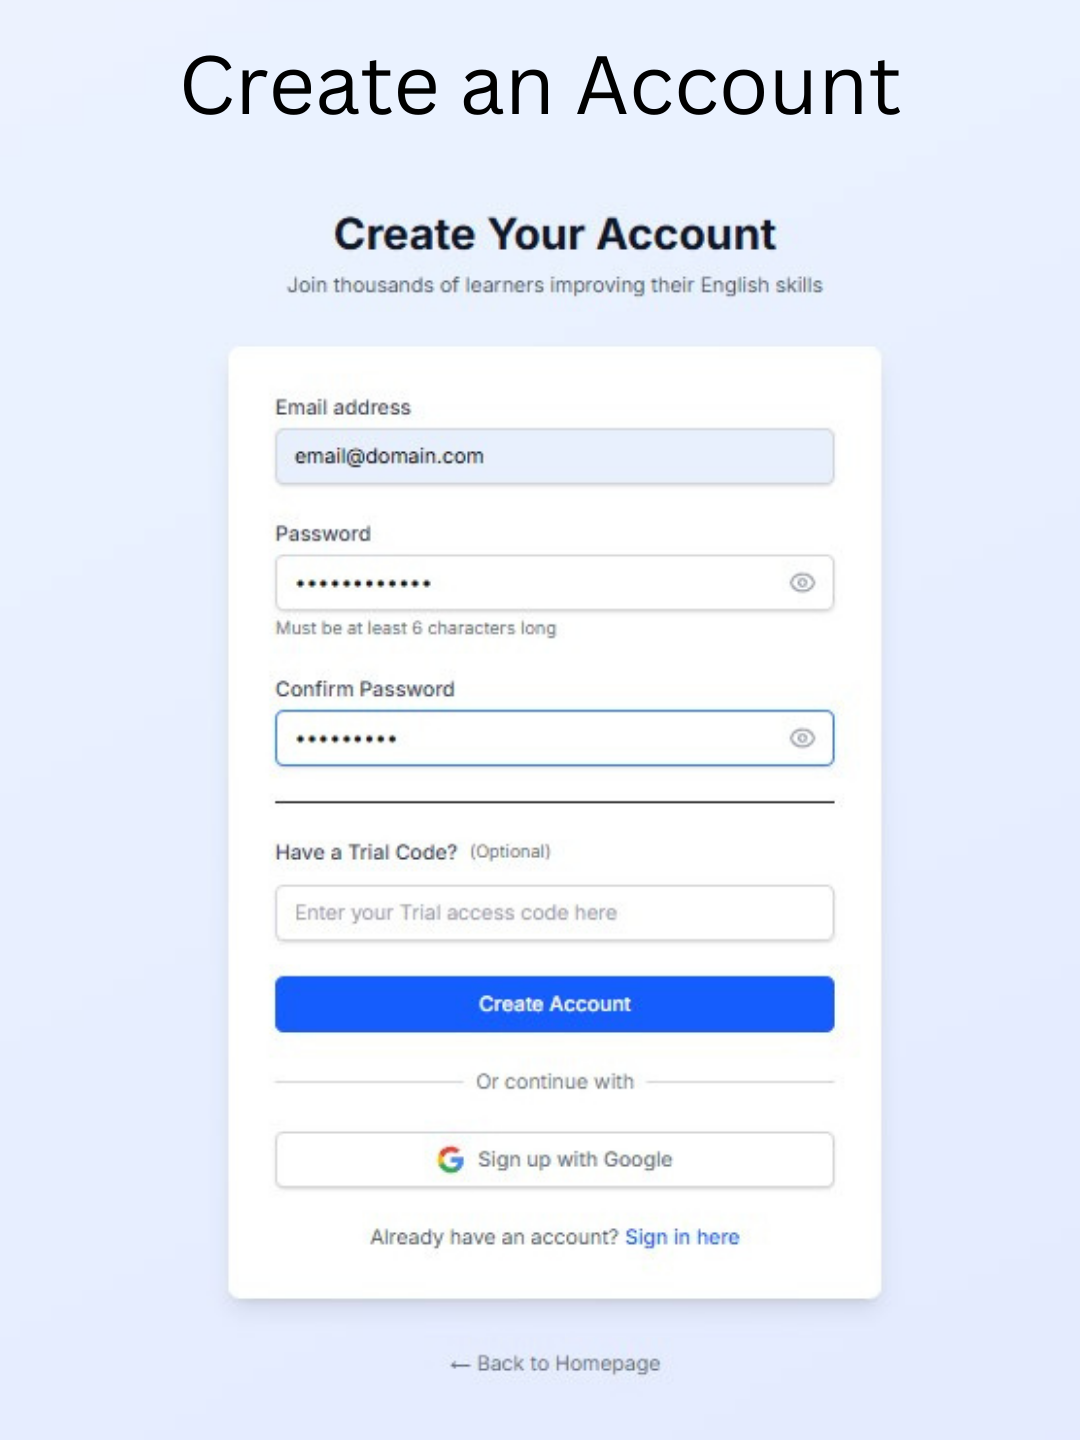 Create an Account
Create Your Account
Join thousands of learners improving their English skills
Email address
email@domain.com
Password
••••••••••••
Must be at least 6 characters long
Confirm Password
•••••••••
Have a Trial Code? (Optional)
Enter your Trial access code here
Create Account
Or continue with
Sign up with Google
Already have an account? Sign in here
← Back to Homepage